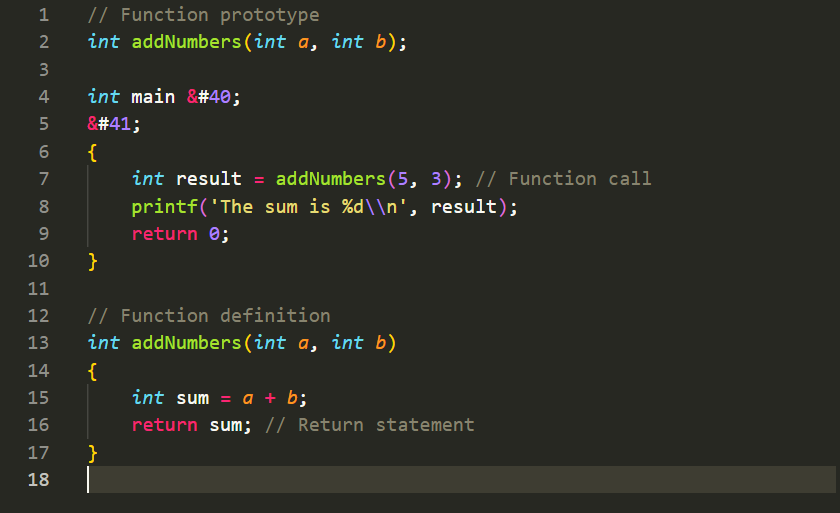 1 // Function prototype
2 int addNumbers(int a, int b);
3
4 int main &#40;
5 &#41;
6 {
7     int result = addNumbers(5, 3); // Function call
8     printf('The sum is %d\\n', result);
9     return 0;
10 }
11
12 // Function definition
13 int addNumbers(int a, int b)
14 {
15     int sum = a + b;
16     return sum; // Return statement
17 }
18